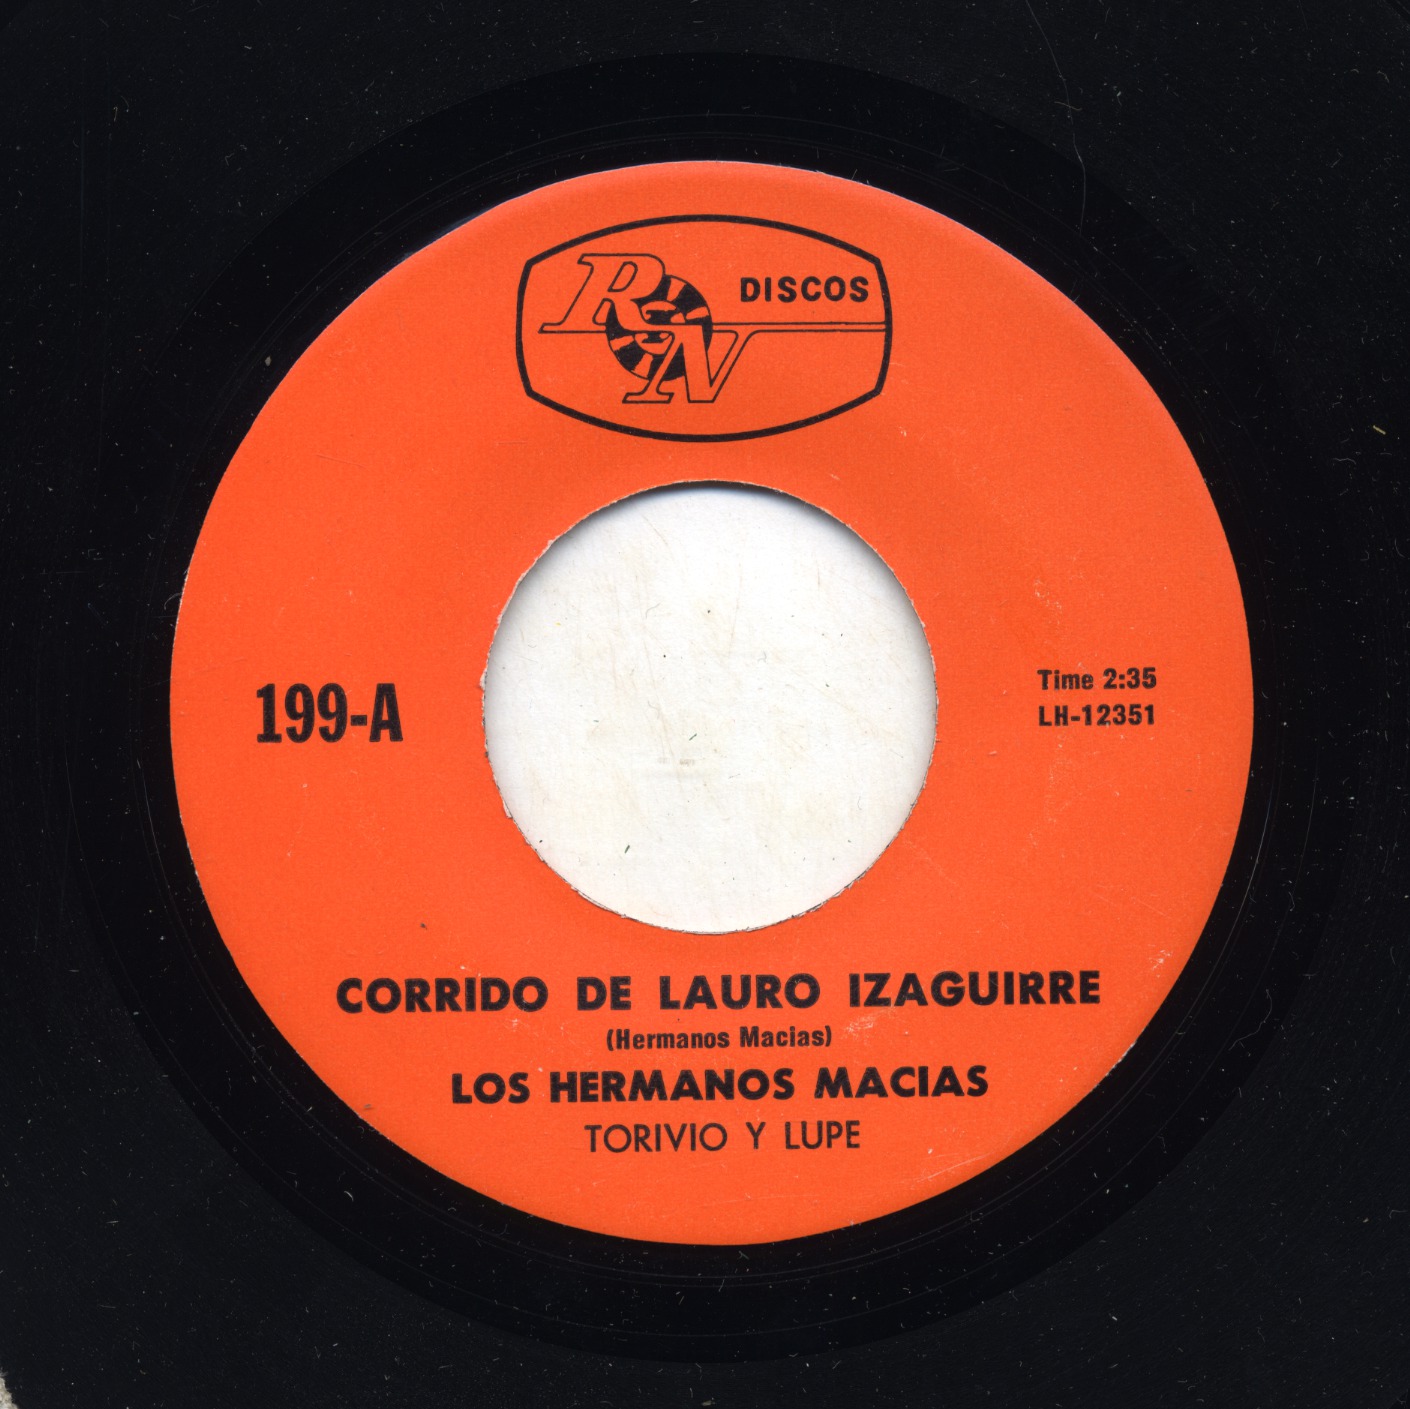 RN DISCOS
199-A
Time 2:35
LH-12351
CORRIDO DE LAURO IZAGUIRRE
(Hermanos Macias)
LOS HERMANOS MACIAS
TORIVIO Y LUPE